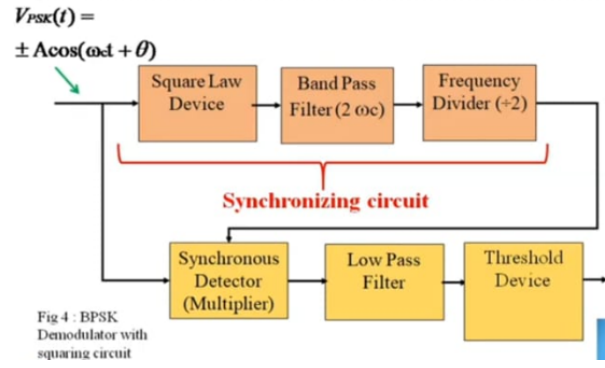 VPSK(t) =
± Acos(ωct + θ)
Square Law
Device
Band Pass
Filter (2 ωc)
Frequency
Divider (÷2)
Synchronizing circuit
Synchronous
Detector
(Multiplier)
Low Pass
Filter
Threshold
Device
Fig 4 : BPSK
Demodulator with
squaring circuit